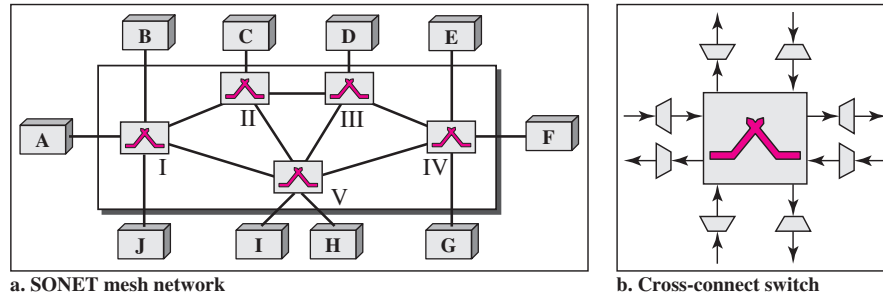 B
C
D
E
A
F
I
II
III
IV
V
J
I
H
G
a. SONET mesh network
b. Cross-connect switch